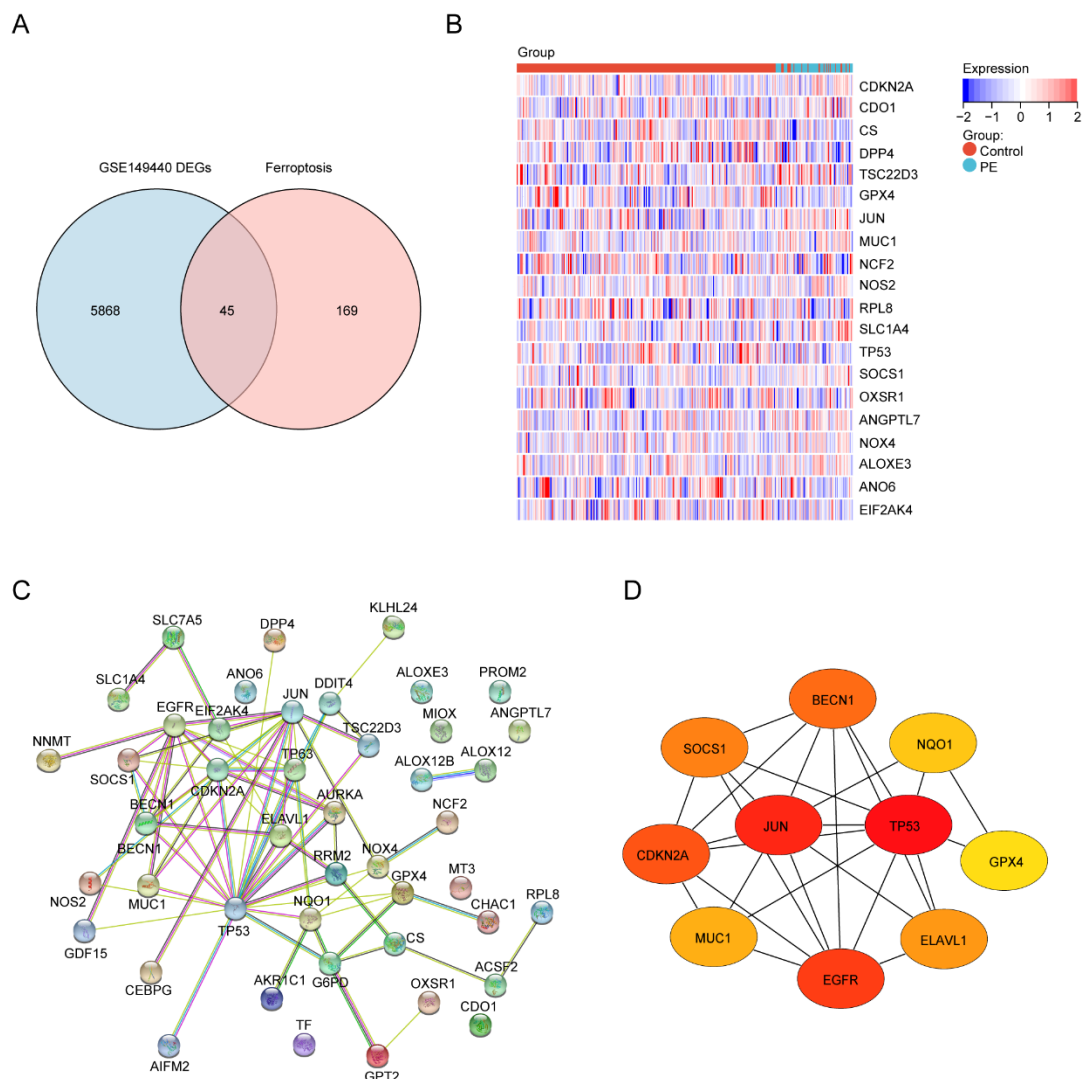 A
GSE149440 DEGs
Ferroptosis
5868
45
169
B
Group
CDKN2A
CDO1
CS
DPP4
TSC22D3
GPX4
JUN
MUC1
NCF2
NOS2
RPL8
SLC1A4
TP53
SOCS1
OXSR1
ANGPTL7
NOX4
ALOXE3
ANO6
EIF2AK4
Expression
−2 −1 0 1 2
Group:
Control
PE
C
SLC7A5
DPP4
KLHL24
SLC1A4
ANO6
JUN
DDIT4
ALOXE3
PROM2
EGFR
EIF2AK4
MIOX
ANGPTL7
TSC22D3
NNMT
SOCS1
TP63
ALOX12
CDKN2A
ALOX12B
BECN1
AURKA
NCF2
ELAVL1
BECN1
RRM2
NOX4
NOS2
MUC1
GPX4
MT3
NQO1
CHAC1
RPL8
TP53
GDF15
CS
CEBPG
AKR1C1
G6PD
ACSF2
OXSR1
CDO1
TF
AIFM2
GPT2
D
BECN1
SOCS1
NQO1
JUN
TP53
CDKN2A
GPX4
MUC1
ELAVL1
EGFR